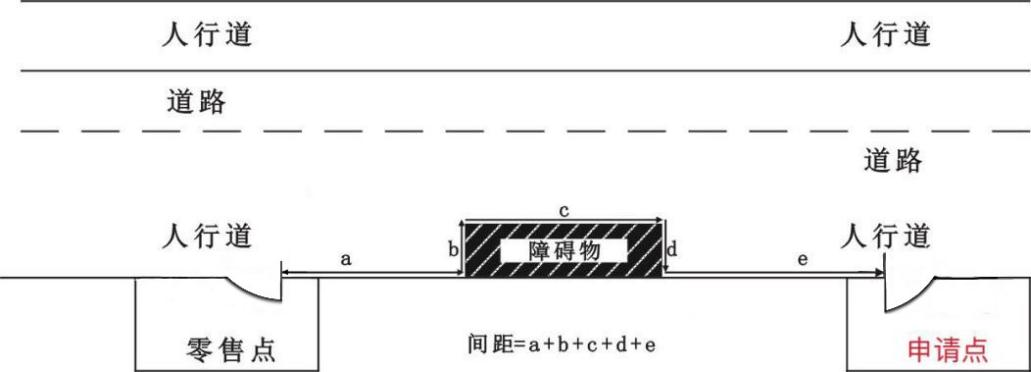 人行道 人行道
道路
道路
人行道 人行道
c
b 障碍物 d
a e
零售点 间距=a+b+c+d+e 申请点